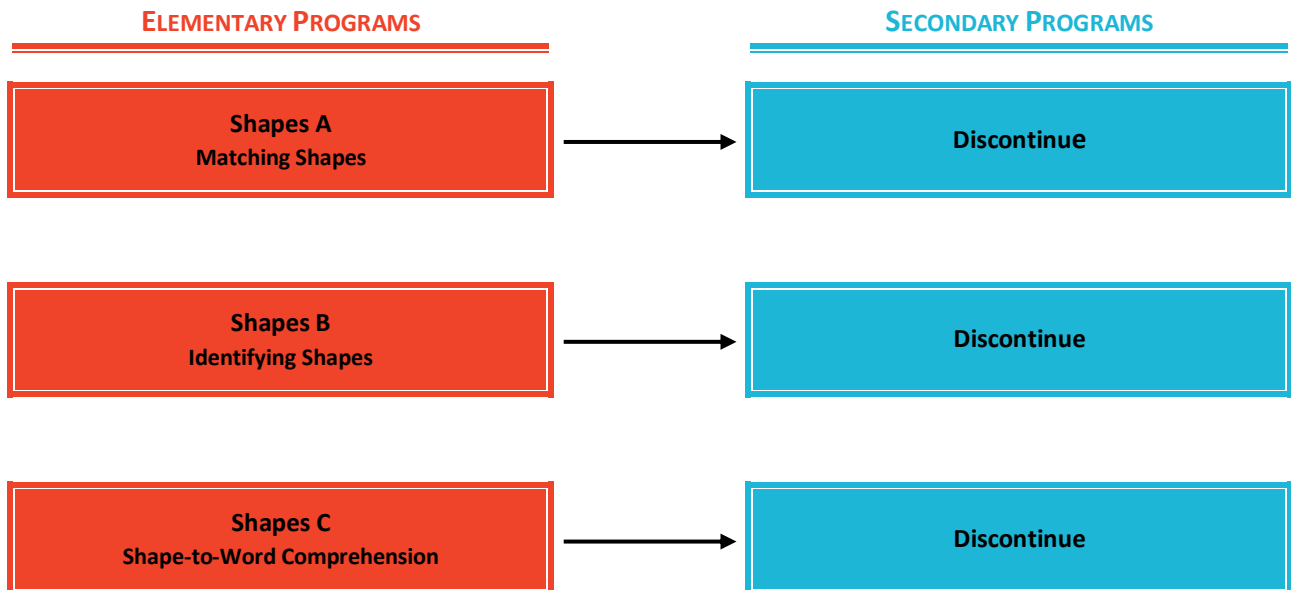 ELEMENTARY PROGRAMS
SECONDARY PROGRAMS
Shapes A
Matching Shapes
Discontinue
Shapes B
Identifying Shapes
Discontinue
Shapes C
Shape-to-Word Comprehension
Discontinue